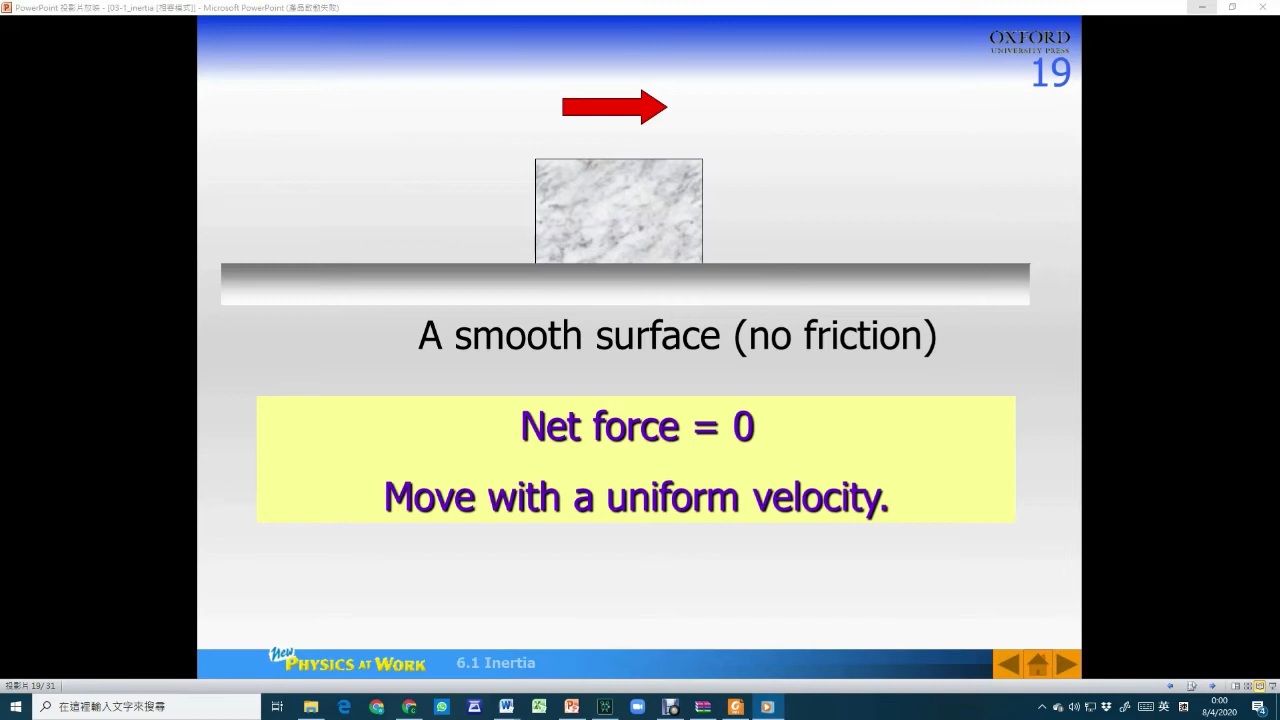 PowerPoint 投影片放映 - [03-1_inertia [相容模式]] - Microsoft PowerPoint (產品啟動失敗)
OXFORD
UNIVERSITY PRESS
19
A smooth surface (no friction)
Net force = 0
Move with a uniform velocity.
New
PHYSICS AT WORK
6.1 Inertia
投影片 19/31
在這裡輸入文字來搜尋
英
0:00
8/4/2020
4